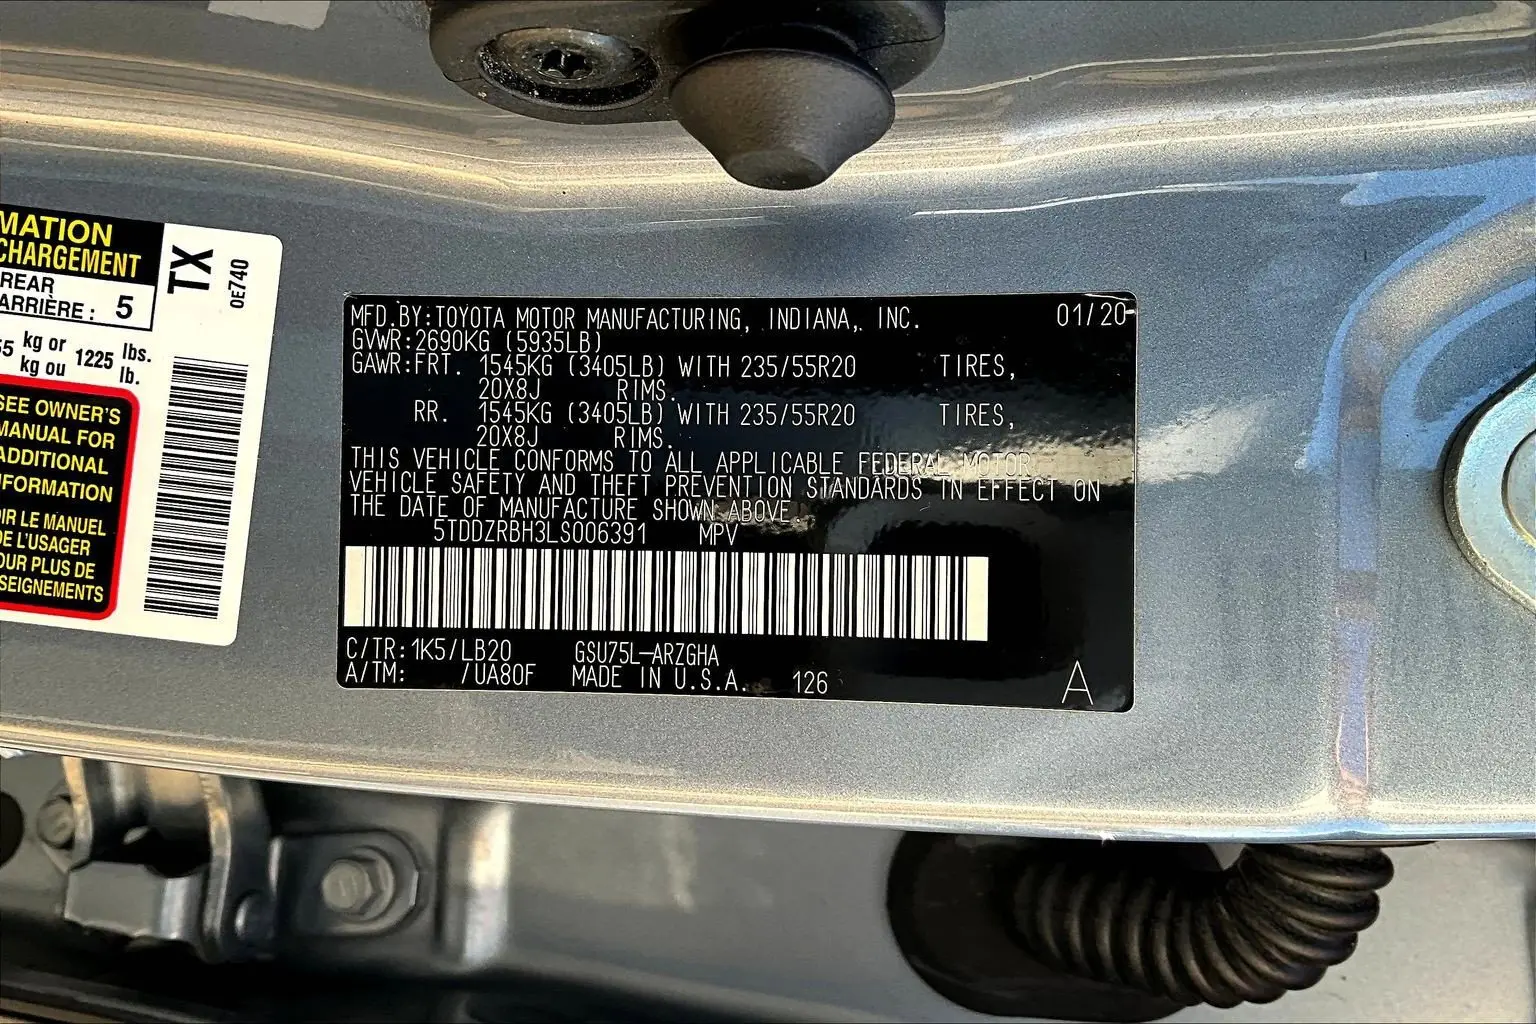 MATION
CHARGEMENT
REAR
ARRIÈRE : 5
kg or 1225 lbs.
kg ou lb.
SEE OWNER'S
MANUAL FOR
ADDITIONAL
INFORMATION
OIR LE MANUEL
DE L'USAGER
POUR PLUS DE
SEIGNEMENTS
TX
0E740
MFD.BY:TOYOTA MOTOR MANUFACTURING, INDIANA, INC. 01/20
GVWR:2690KG (5935LB)
GAWR:FRT. 1545KG (3405LB) WITH 235/55R20 TIRES,
20X8J RIMS.
RR. 1545KG (3405LB) WITH 235/55R20 TIRES,
20X8J RIMS.
THIS VEHICLE CONFORMS TO ALL APPLICABLE FEDERAL MOTOR
VEHICLE SAFETY AND THEFT PREVENTION STANDARDS IN EFFECT ON
THE DATE OF MANUFACTURE SHOWN ABOVE.
5TDDZRBH3LS006391 MPV
C/TR:1K5/LB20 GSU75L-ARZGHA
A/TM: /UA80F MADE IN U.S.A. 126 A